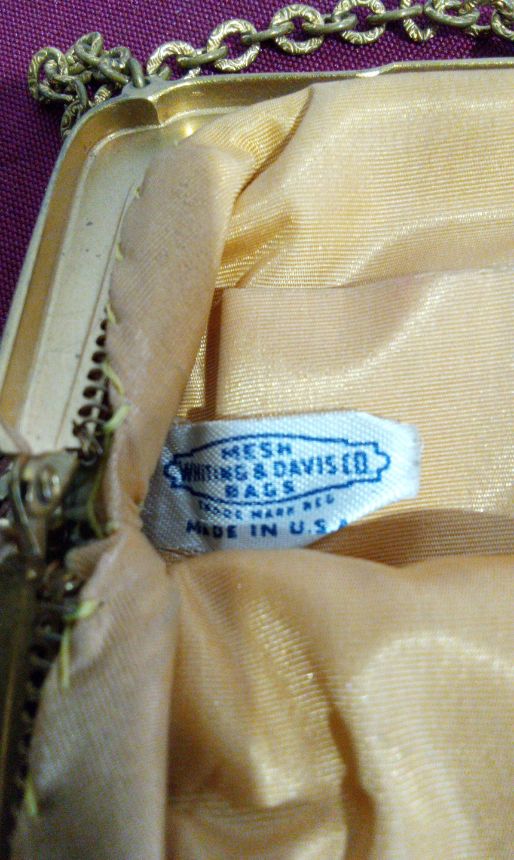 MESH
WHITING & DAVIS CO.
BAGS
TRADE MARK REG
MADE IN U.S.A